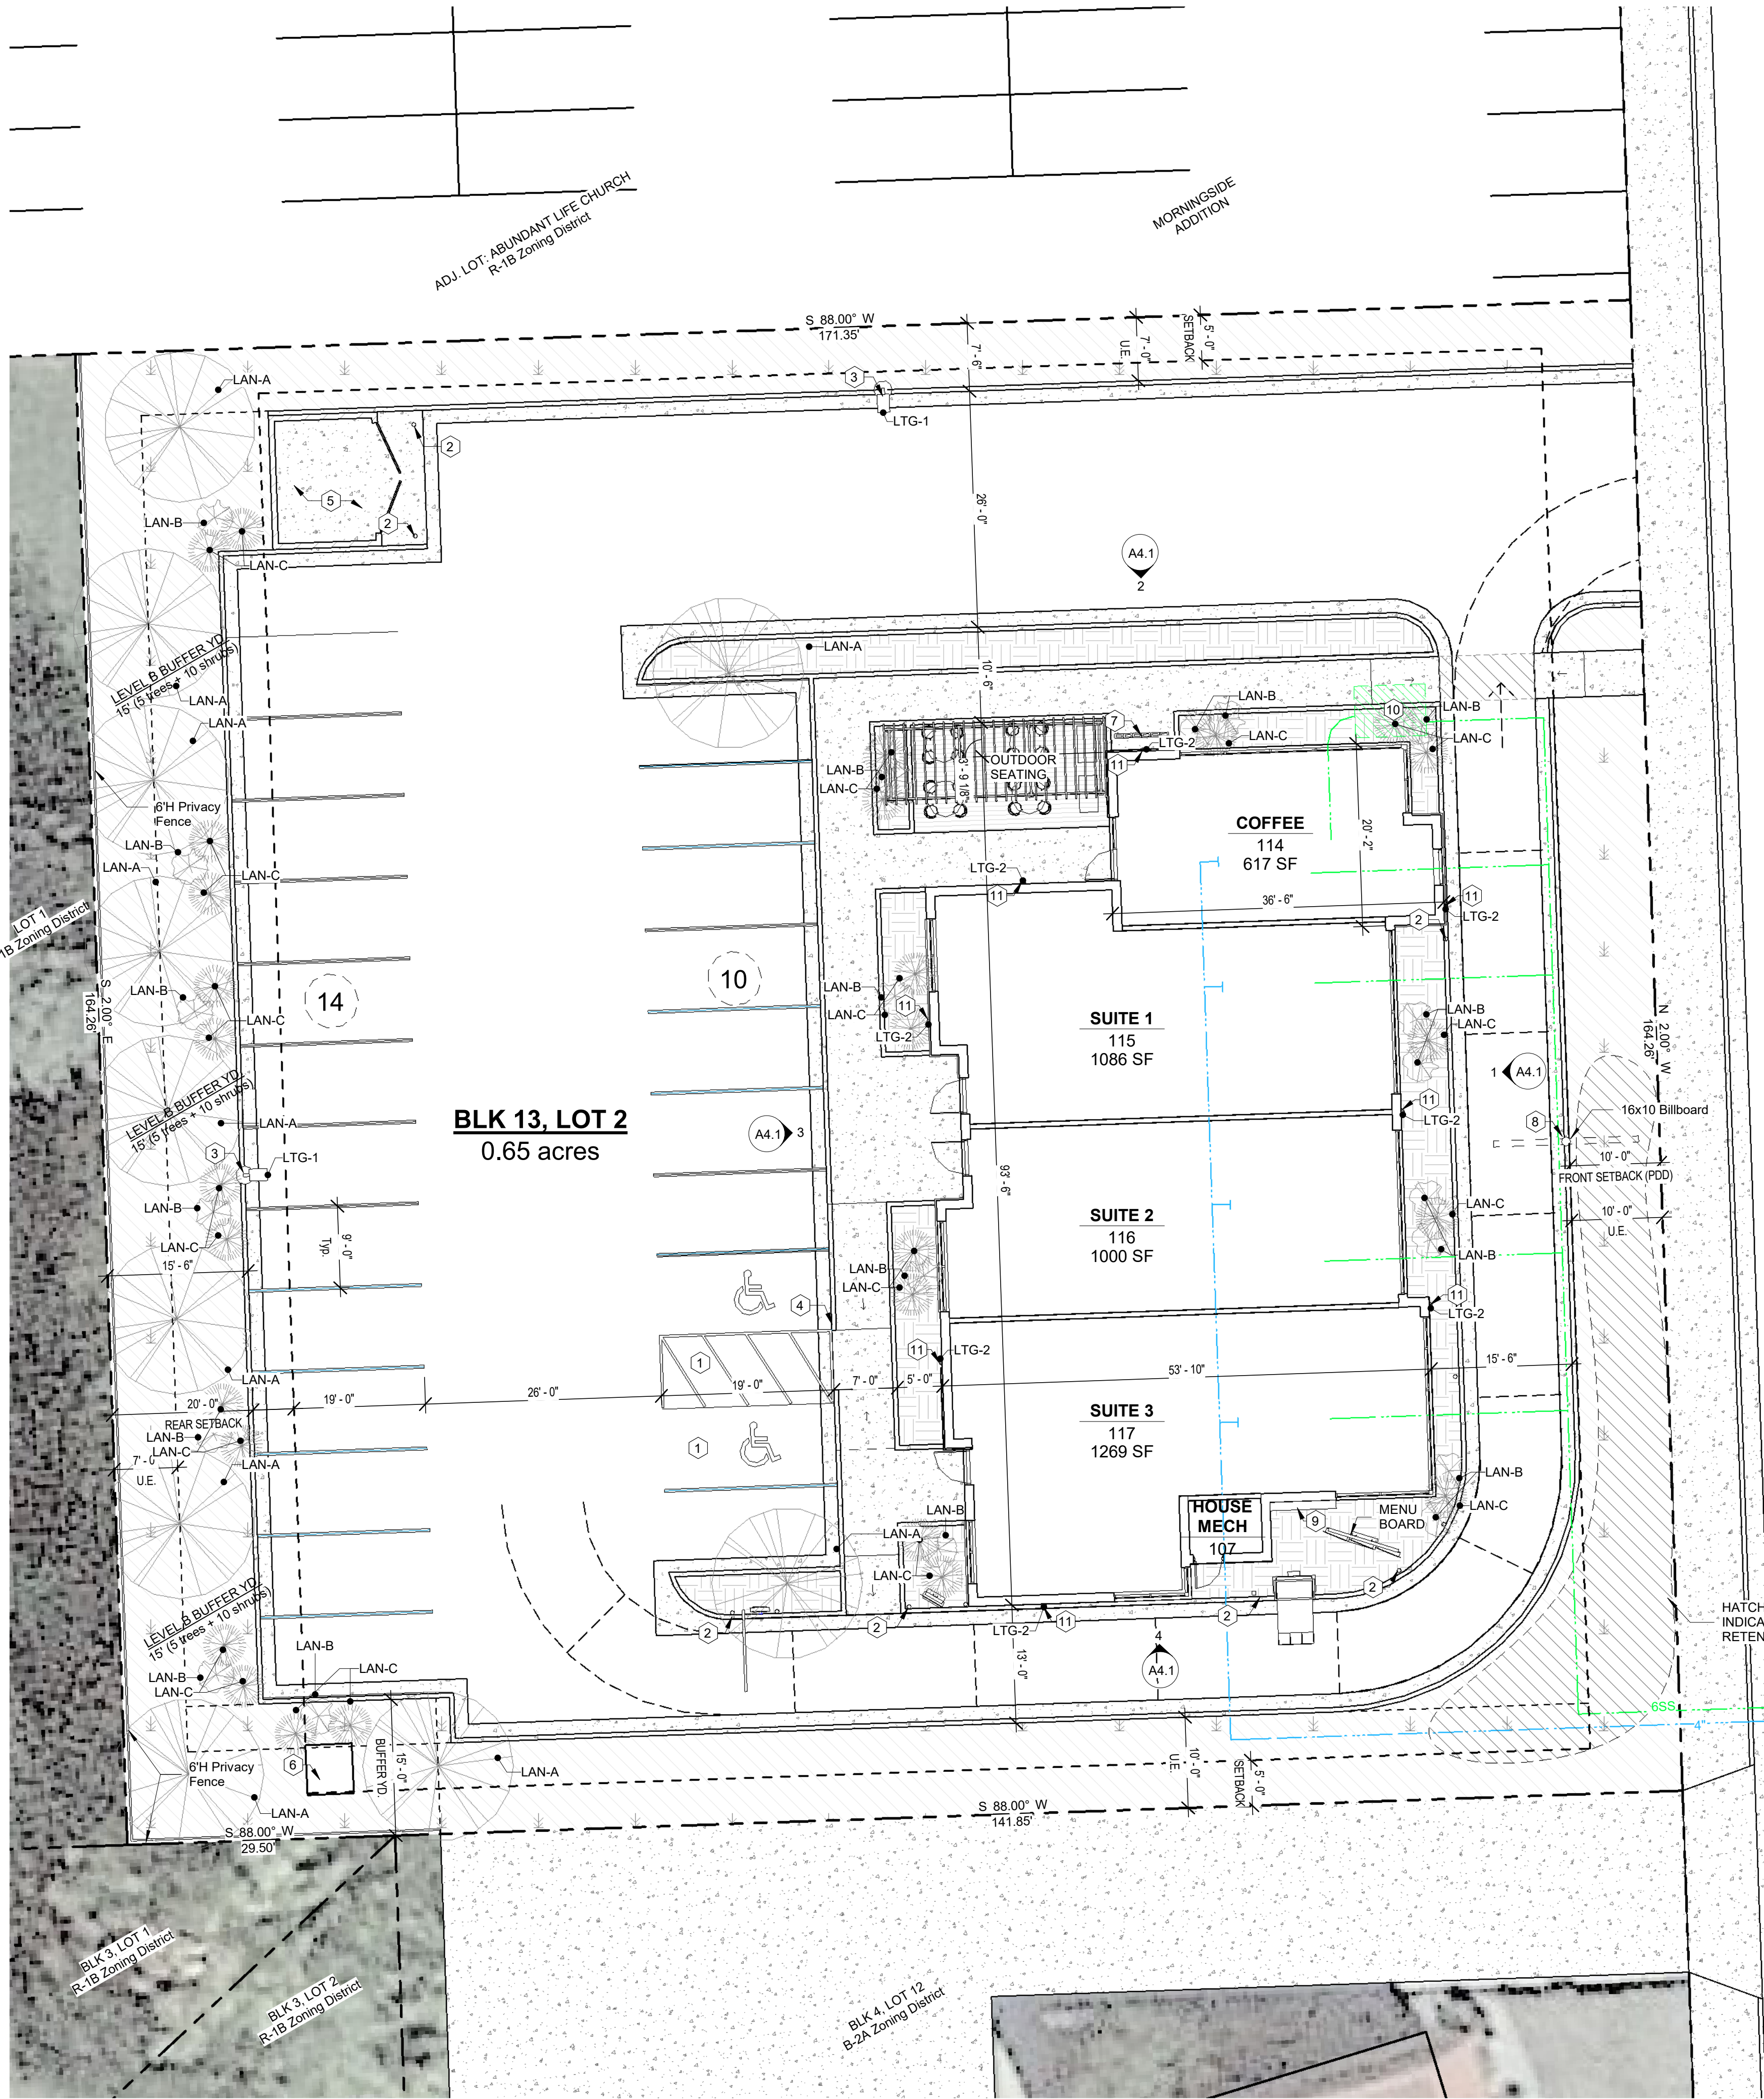 ADJ. LOT: ABUNDANT LIFE CHURCH
R-1B Zoning District
MORNINGSIDE
ADDITION
S 88.00° W
171.35'
7' - 6"
7' - 0"
U.E.
5' - 0"
SETBACK
LAN-A
3
LTG-1
2
5
2
LAN-B
LAN-C
26' - 0"
A4.1
2
LEVEL B BUFFER YD.
15' (5 trees + 10 shrubs)
LAN-A
LAN-A
LAN-A
10' - 6"
LAN-B
7
LAN-C
10
LAN-B
LAN-C
LTG-2
11
OUTDOOR
SEATING
LAN-B
LAN-C
6'H Privacy
Fence
LAN-B
LAN-A
LAN-C
COFFEE
114
617 SF
20' - 2"
36' - 6"
LTG-2
11
11
LTG-2
2
LOT 1
1B Zoning District
S 2.00° E
164.26'
14
10
LAN-B
LAN-C
LAN-B
LAN-C
11
LTG-2
SUITE 1
115
1086 SF
LAN-B
LAN-C
N 2.00° W
164.26'
1
A4.1
16x10 Billboard
8
10' - 0"
FRONT SETBACK (PDD)
10' - 0"
U.E.
LEVEL B BUFFER YD.
15' (5 trees + 10 shrubs)
LAN-A
3
LTG-1
BLK 13, LOT 2
0.65 acres
A4.1
3
11
LTG-2
93' - 6"
LAN-B
LAN-C
9' - 0"
Typ.
15' - 6"
SUITE 2
116
1000 SF
LAN-C
LAN-B
LAN-B
LAN-C
4
11
LTG-2
11
LTG-2
1
LAN-A
20' - 0"
REAR SETBACK
19' - 0"
26' - 0"
19' - 0"
7' - 0"
5' - 0"
53' - 10"
15' - 6"
SUITE 3
117
1269 SF
1
LAN-B
LAN-C
7' - 0
U.E.
LAN-A
LAN-B
LAN-C
HOUSE
MECH
107
9
MENU
BOARD
LAN-B
LAN-A
LAN-C
2
2
2
2
LTG-2
11
4
A4.1
13' - 0"
LEVEL B BUFFER YD.
15' (5 trees + 10 shrubs)
LAN-B
LAN-C
LAN-B
LAN-C
HATCH
INDICA
RETEN
6SS
4"
6'H Privacy
Fence
6
15' - 0"
BUFFER YD.
LAN-A
LAN-A
10' - 0"
U.E.
5' - 0"
SETBACK
S 88.00° W
29.50'
S 88.00° W
141.85'
BLK 3, LOT 1
R-1B Zoning District
BLK 3, LOT 2
R-1B Zoning District
BLK 4, LOT 12
B-2A Zoning District